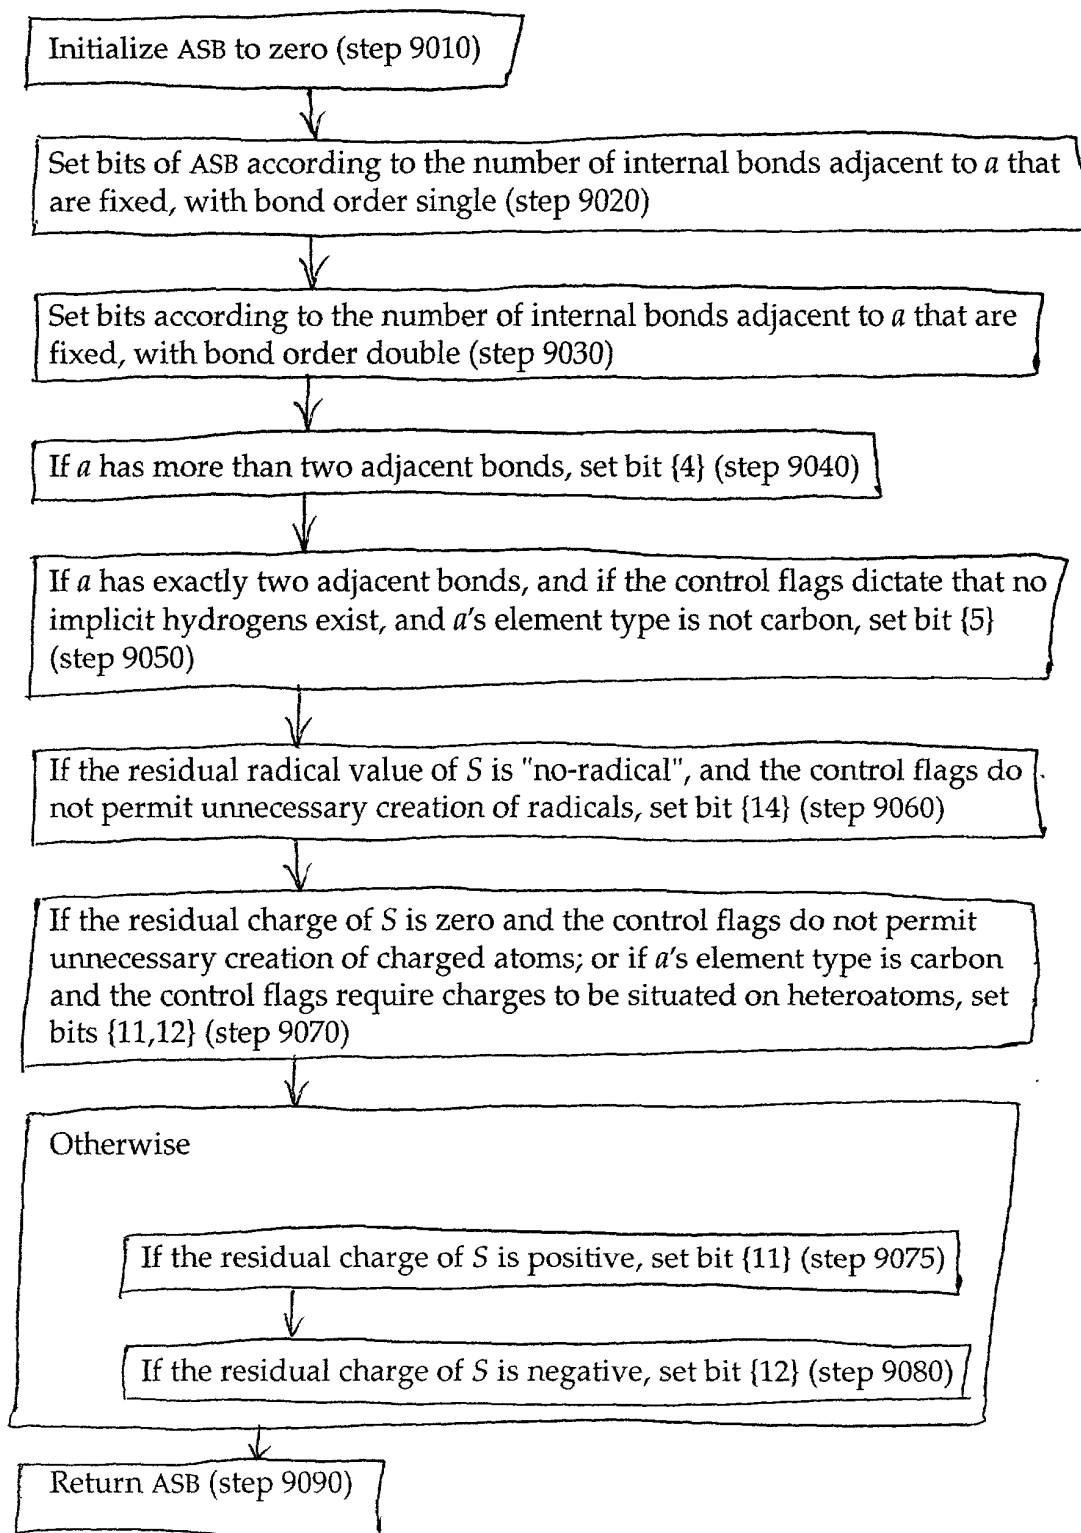 Initialize ASB to zero (step 9010)
Set bits of ASB according to the number of internal bonds adjacent to a that
are fixed, with bond order single (step 9020)
Set bits according to the number of internal bonds adjacent to a that are
fixed, with bond order double (step 9030)
If a has more than two adjacent bonds, set bit {4} (step 9040)
If a has exactly two adjacent bonds, and if the control flags dictate that no
implicit hydrogens exist, and a's element type is not carbon, set bit {5}
(step 9050)
If the residual radical value of S is "no-radical", and the control flags do
not permit unnecessary creation of radicals, set bit {14} (step 9060)
If the residual charge of S is zero and the control flags do not permit
unnecessary creation of charged atoms; or if a's element type is carbon
and the control flags require charges to be situated on heteroatoms, set
bits {11,12} (step 9070)
Otherwise
If the residual charge of S is positive, set bit {11} (step 9075)
If the residual charge of S is negative, set bit {12} (step 9080)
Return ASB (step 9090)